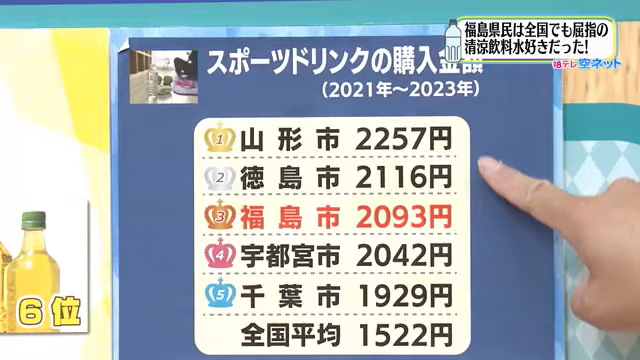 福島県民は全国でも屈指の
清涼飲料水好きだった!
福テレ空ネット
スポーツドリンクの購入金額
(2021年～2023年)
1 山形市 2257円
2 徳島市 2116円
3 福島市 2093円
4 宇都宮市 2042円
5 千葉市 1929円
全国平均 1522円
6位